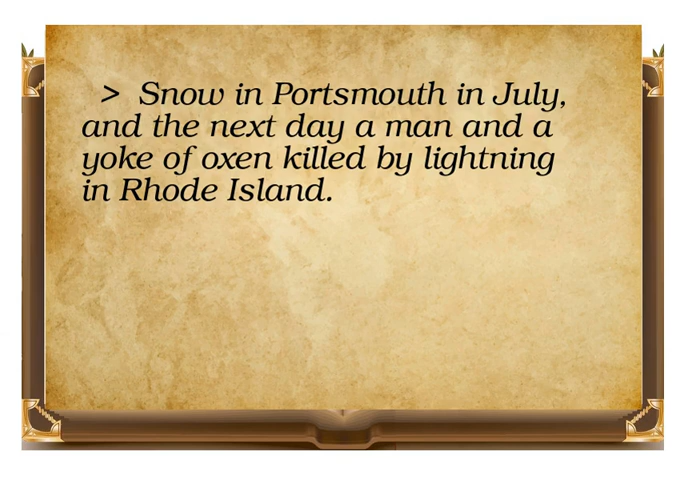 > Snow in Portsmouth in July,
and the next day a man and a
yoke of oxen killed by lightning
in Rhode Island.